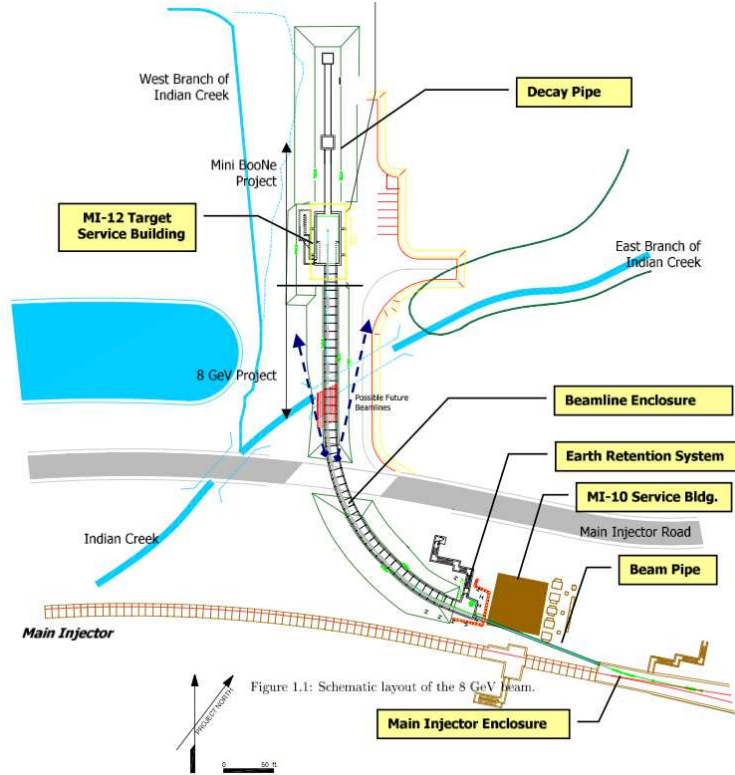 West Branch of
Indian Creek
Decay Pipe
Mini BooNe
Project
MI-12 Target
Service Building
East Branch of
Indian Creek
8 GeV Project
Possible Future
Beamlines
Beamline Enclosure
Earth Retention System
MI-10 Service Bldg.
Main Injector Road
Indian Creek
Beam Pipe
Main Injector
Figure 1.1: Schematic layout of the 8 GeV beam.
PROJECT NORTH
Main Injector Enclosure
0 50 ft.